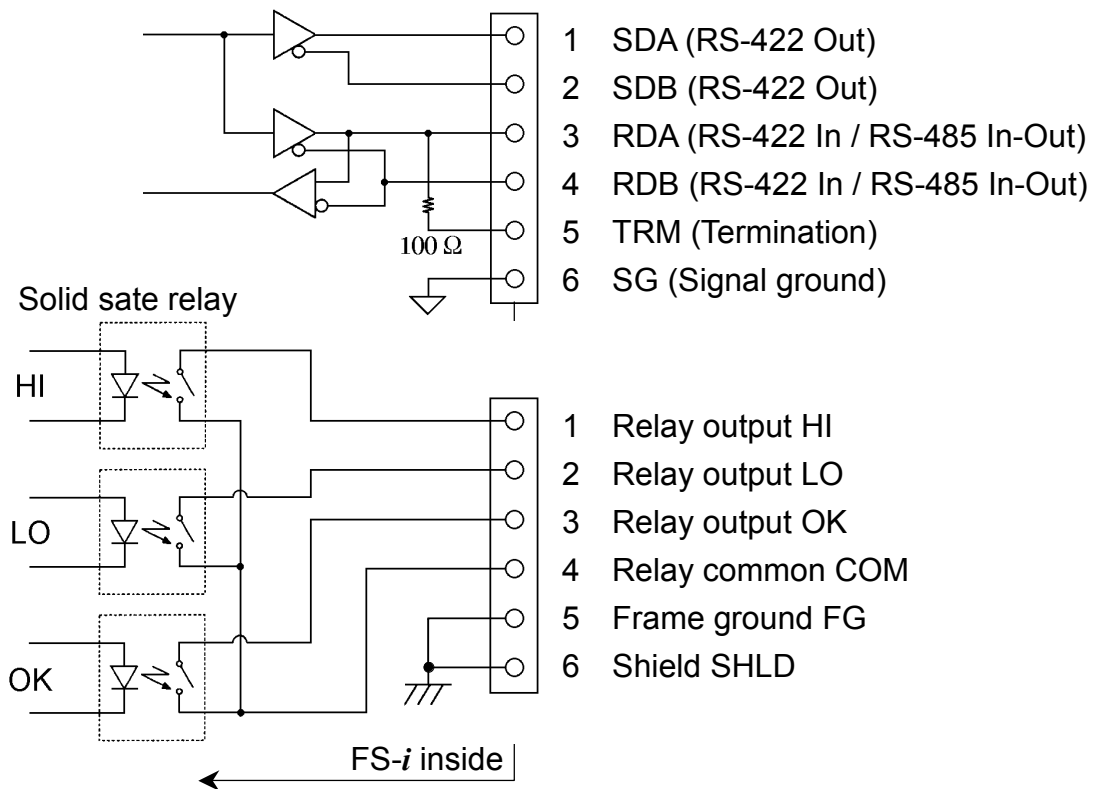 1 SDA (RS-422 Out)
2 SDB (RS-422 Out)
3 RDA (RS-422 In / RS-485 In-Out)
4 RDB (RS-422 In / RS-485 In-Out)
100 Ω
5 TRM (Termination)
6 SG (Signal ground)
Solid sate relay
HI
1 Relay output HI
2 Relay output LO
LO
3 Relay output OK
4 Relay common COM
5 Frame ground FG
OK
6 Shield SHLD
FS-i inside